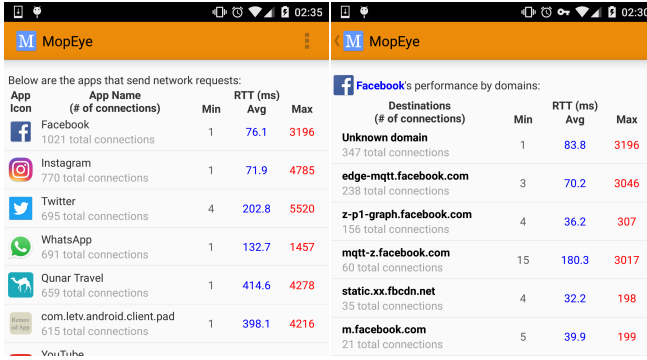 02:35
M MopEye
Below are the apps that send network requests:
App Icon App Name (# of connections) RTT (ms) Min Avg Max
Facebook
1021 total connections 1 76.1 3196
Instagram
770 total connections 1 71.9 4785
Twitter
695 total connections 4 202.8 5520
WhatsApp
691 total connections 1 132.7 1457
Qunar Travel
659 total connections 1 414.6 4278
Remov ed App com.letv.android.client.pad
615 total connections 1 398.1 4216
YouTube
02:30
M MopEye
Facebook's performance by domains:
Destinations (# of connections) RTT (ms) Min Avg Max
Unknown domain
347 total connections 1 83.8 3196
edge-mqtt.facebook.com
238 total connections 3 70.2 3046
z-p1-graph.facebook.com
156 total connections 4 36.2 307
mqtt-z.facebook.com
60 total connections 15 180.3 3017
static.xx.fbcdn.net
35 total connections 4 32.2 198
m.facebook.com
21 total connections 5 39.9 199